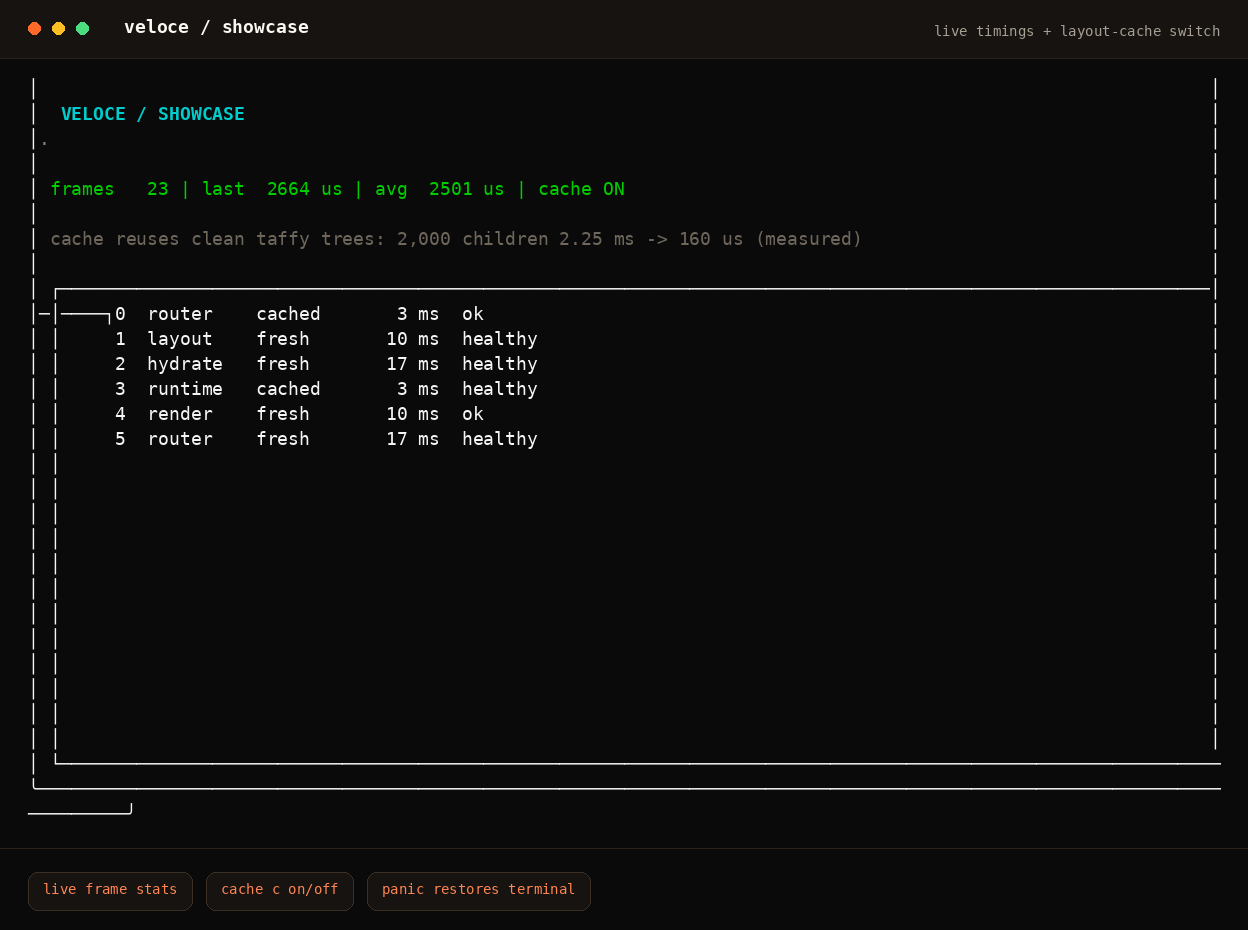 veloce / showcase
live timings + layout-cache switch
VELOCE / SHOWCASE
.
frames 23 | last 2664 us | avg 2501 us | cache ON
cache reuses clean taffy trees: 2,000 children 2.25 ms -> 160 us (measured)
0 router cached 3 ms ok
1 layout fresh 10 ms healthy
2 hydrate fresh 17 ms healthy
3 runtime cached 3 ms healthy
4 render fresh 10 ms ok
5 router fresh 17 ms healthy
live frame stats
cache c on/off
panic restores terminal